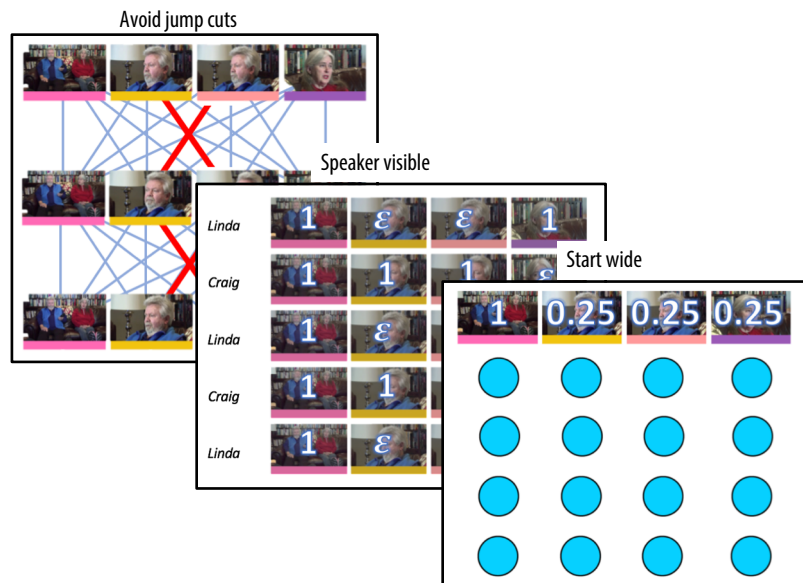 Avoid jump cuts
Speaker visible
Linda 1 ε ε 1
Craig 1 1 1 ε
Linda 1 ε
Craig 1 1
Linda 1 ε
Start wide
1 0.25 0.25 0.25